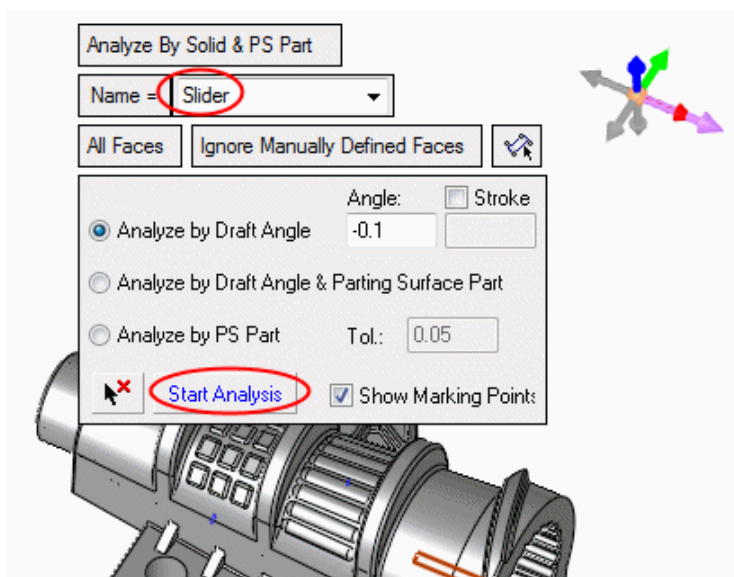 Analyze By Solid & PS Part
Name = Slider
All Faces Ignore Manually Defined Faces
Angle: Stroke
Analyze by Draft Angle -0.1
Analyze by Draft Angle & Parting Surface Part
Analyze by PS Part Tol.: 0.05
Start Analysis Show Marking Points